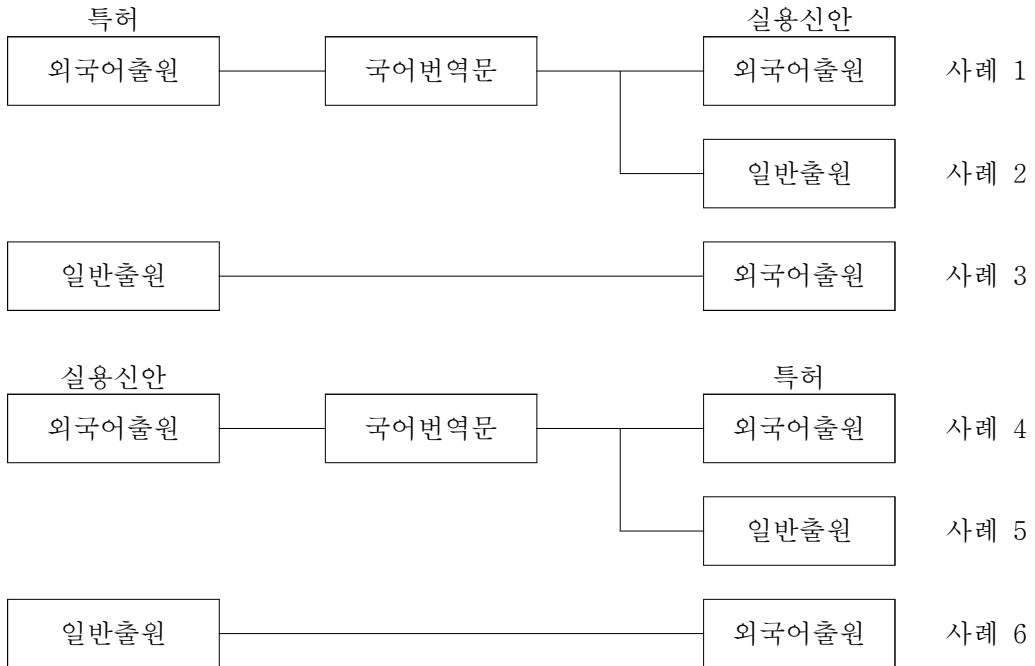 특허 실용신안
외국어출원 국어번역문 외국어출원 사례 1
일반출원 사례 2
일반출원 외국어출원 사례 3
실용신안 특허
외국어출원 국어번역문 외국어출원 사례 4
일반출원 사례 5
일반출원 외국어출원 사례 6